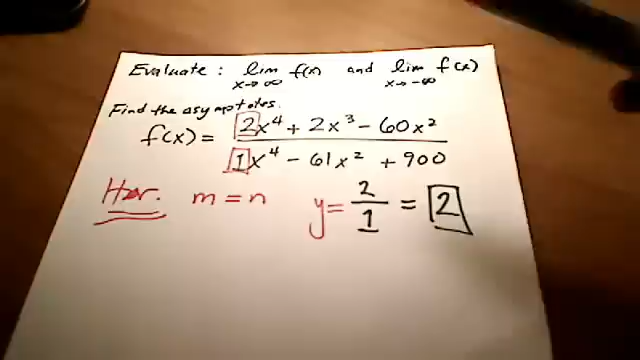 Evaluate: lim x→∞ f(x) and lim x→-∞ f(x)
Find the asymptotes.
f(x) = 2x⁴ + 2x³ - 60x² / 1x⁴ - 61x² + 900
Hor. m = n y = 2/1 = 2